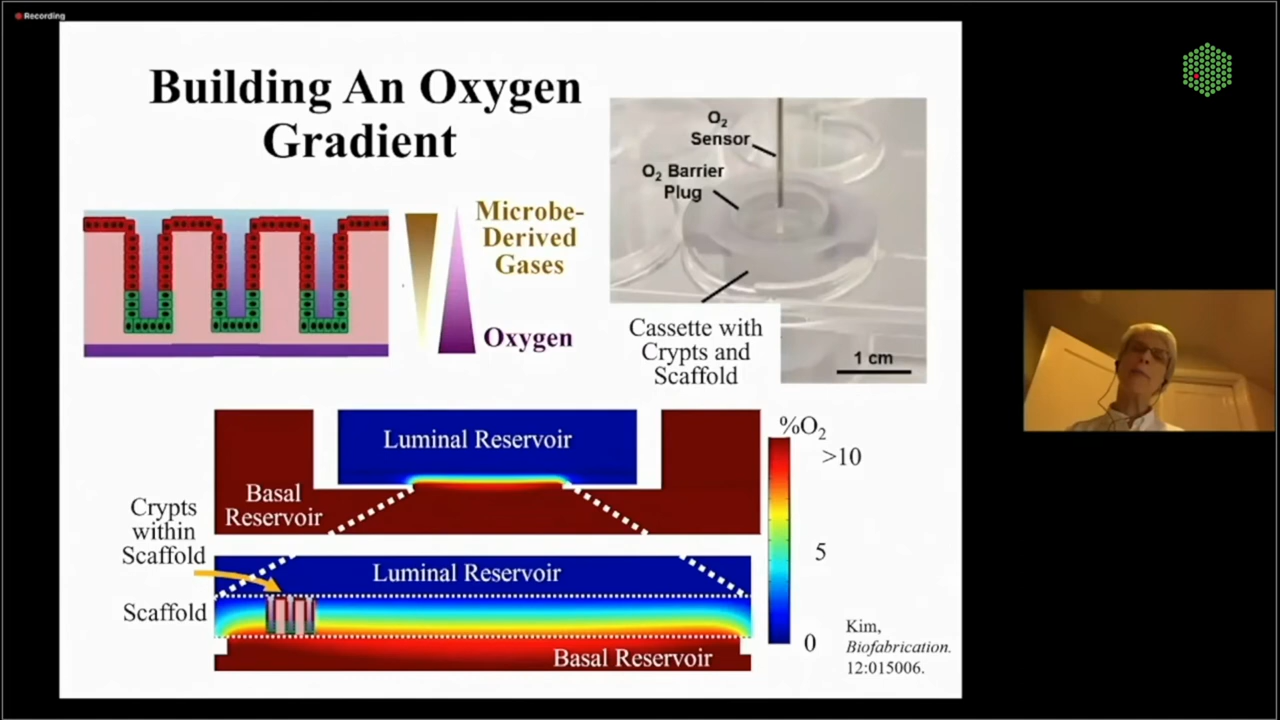 Recording
Building An Oxygen
Gradient
Microbe-
Derived
Gases
Oxygen
O₂
Sensor
O₂ Barrier
Plug
Cassette with
Crypts and
Scaffold
1 cm
Luminal Reservoir
Basal
Reservoir
%O₂
>10
5
0
Crypts
within
Scaffold
Scaffold
Luminal Reservoir
Basal Reservoir
Kim,
Biofabrication.
12:015006.